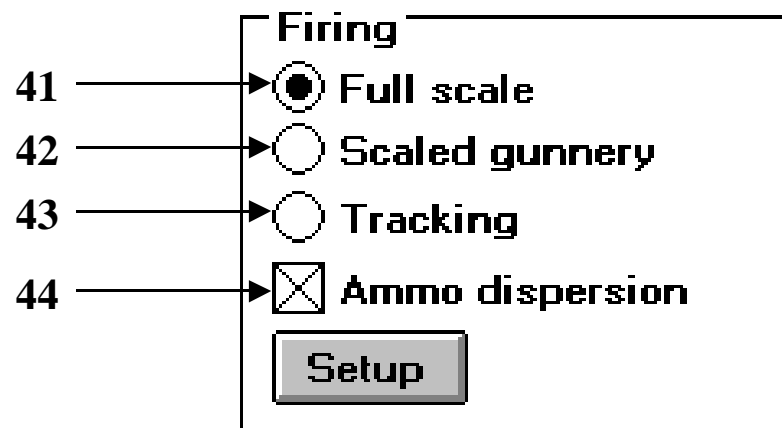 Firing
41 Full scale
42 Scaled gunnery
43 Tracking
44 Ammo dispersion
Setup